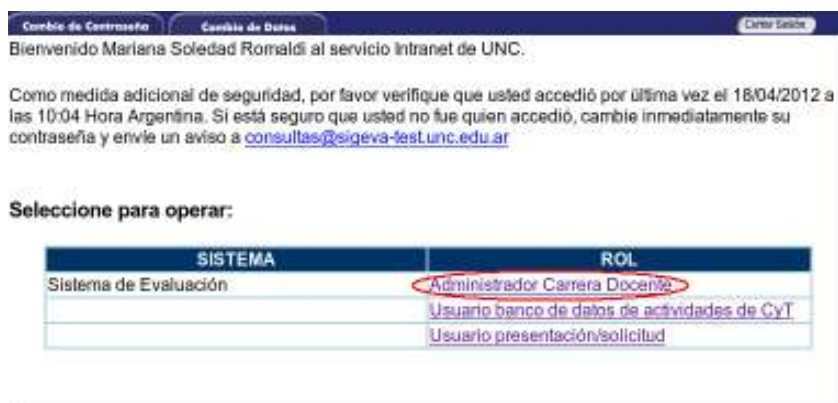 Cambio de Contraseña Cambio de Datos Cerrar Sesión
Bienvenido Mariana Soledad Romaldi al servicio Intranet de UNC.
Como medida adicional de seguridad, por favor verifique que usted accedió por última vez el 18/04/2012 a
las 10:04 Hora Argentina. Si está seguro que usted no fue quien accedió, cambie inmediatamente su
contraseña y envíe un aviso a consultas@sigeva-test.unc.edu.ar
Seleccione para operar:
SISTEMA ROL
Sistema de Evaluación Administrador Carrera Docente
Usuario banco de datos de actividades de CyT
Usuario presentación/solicitud